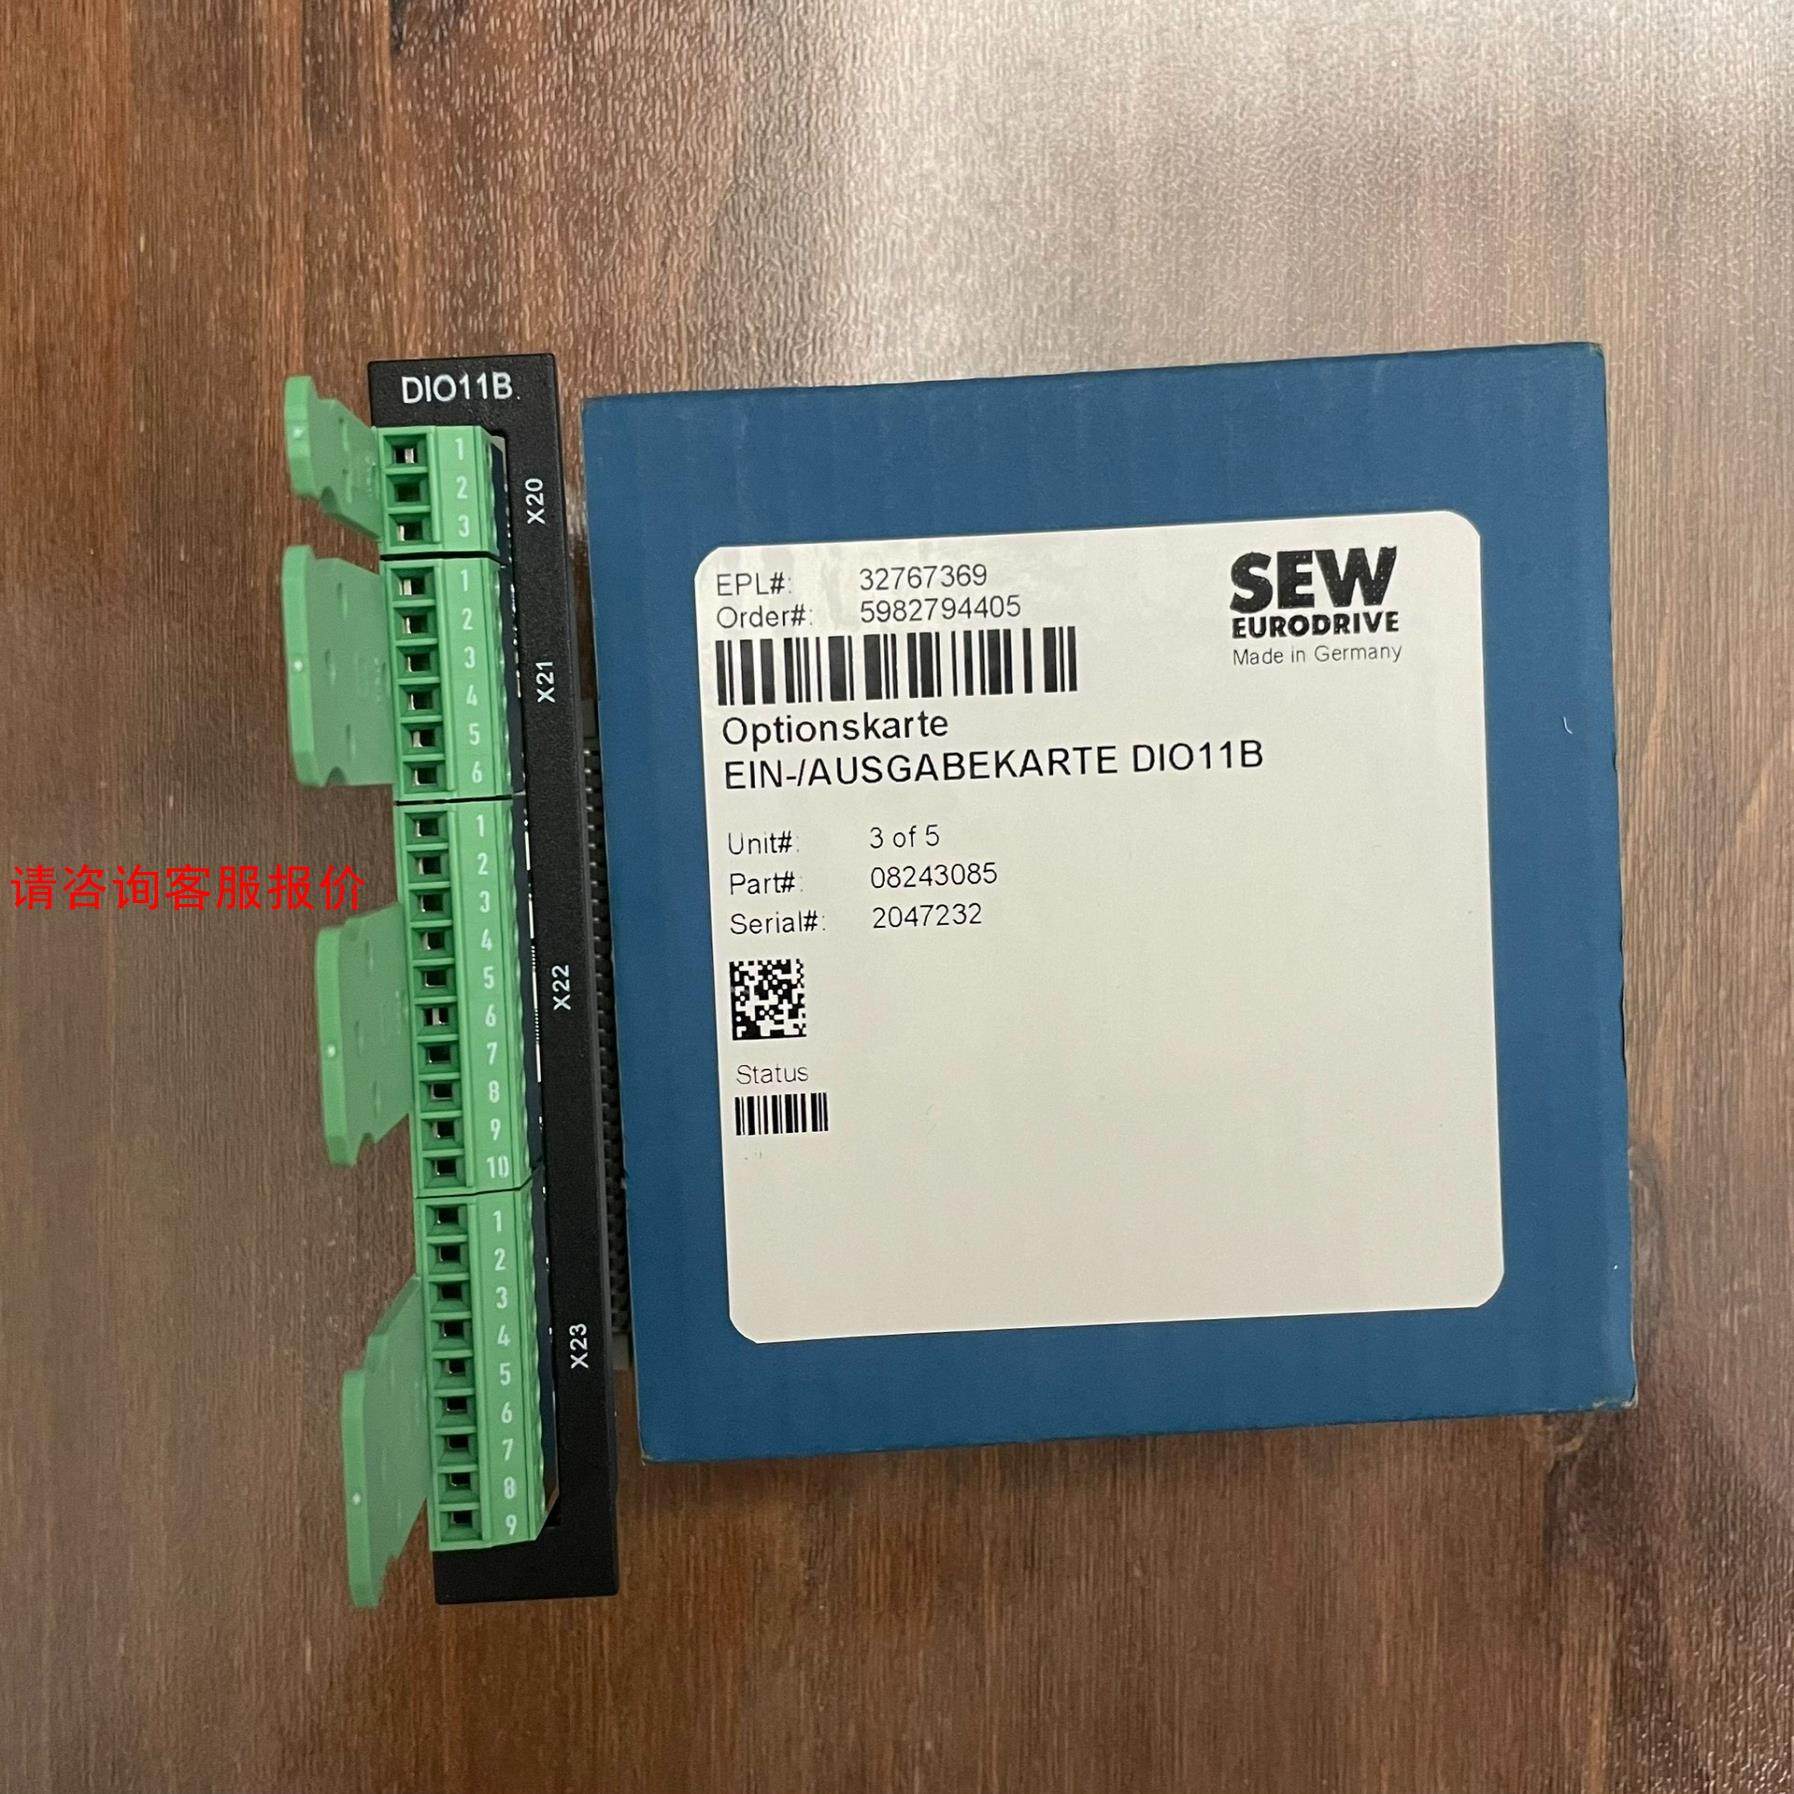 DIO11B
1
2
3
X20
1
2
3
4
5
6
X21
1
2
3
4
5
6
7
8
9
10
X22
1
2
3
4
5
6
7
8
9
X23
请咨询客服报价
EPL#: 32767369
Order#: 5982794405
SEW
EURODRIVE
Made in Germany
Optionskarte
EIN-/AUSGABEKARTE DIO11B
Unit#: 3 of 5
Part#: 08243085
Serial#: 2047232
Status